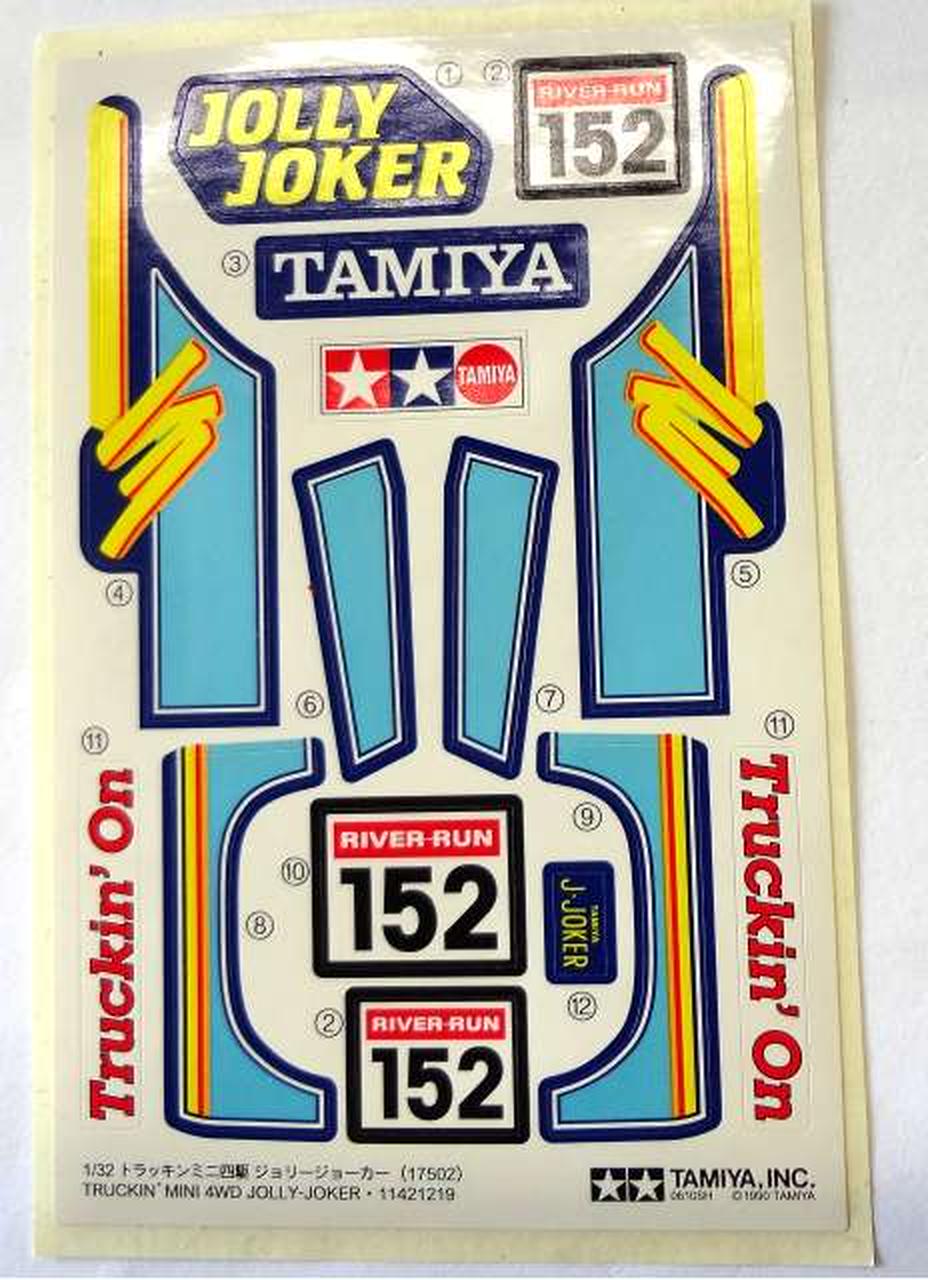 JOLLY
JOKER
①
②
RIVER-RUN
152
③
TAMIYA
TAMIYA
④
⑤
⑥
⑦
⑪
⑪
Truckin' On
⑧
⑨
⑩
RIVER-RUN
152
TAMIYA
J·JOKER
⑫
Truckin' On
②
RIVER-RUN
152
1/32 トラッキンミニ四駆 ジョリージョーカー (17502)
TRUCKIN' MINI 4WD JOLLY-JOKER・11421219
TAMIYA, INC.
0610SH ©1990 TAMIYA